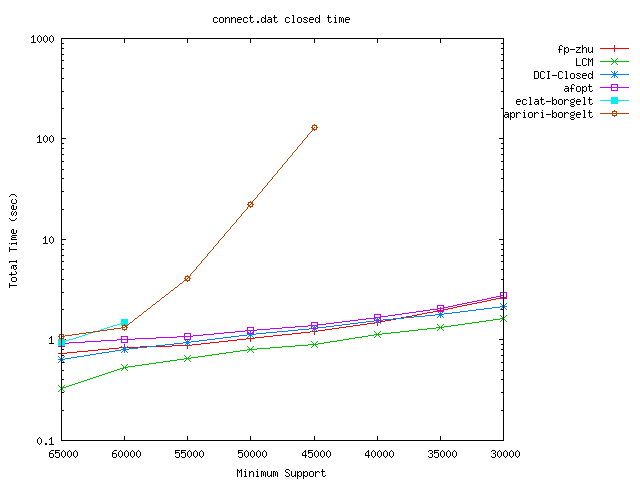 connect.dat closed time
1000
100
10
1
0.1
Total Time (sec)
65000 60000 55000 50000 45000 40000 35000 30000
Minimum Support
fp-zhu
LCM
DCI-Closed
afopt
eclat-borgelt
apriori-borgelt